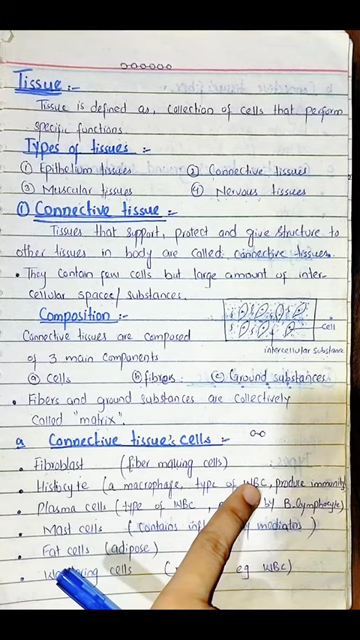 Tissue :-
Tissue is defined as, collection of cells that perform
specific functions.
Types of tissues :-
① Epithelium tissues ② Connective tissues
③ Muscular tissues ④ Nervous tissues
① Connective tissue :-
Tissues that support, protect and give structure to
other tissues in body are called connective tissues.
• They contain few cells but large amount of inter-
cellular spaces/ substances.
Composition :-
Connective tissues are composed
of 3 main components
cell
intercellular substance
ⓐ cells ⓑ fibrers. ⓒ Ground substances
• Fibers and ground substances are collectively
called "matrix".
a Connective tissue's cells :-
• Fibroblast (fiber making cells)
• Histocyte (a macrophage, type of WBC, produce immunity)
• Plasma cells (type of WBC, by B.lymphocyte)
• Mast cells (Contains mediators)
• Fat cells (adipose)
• cells ( eg WBC)